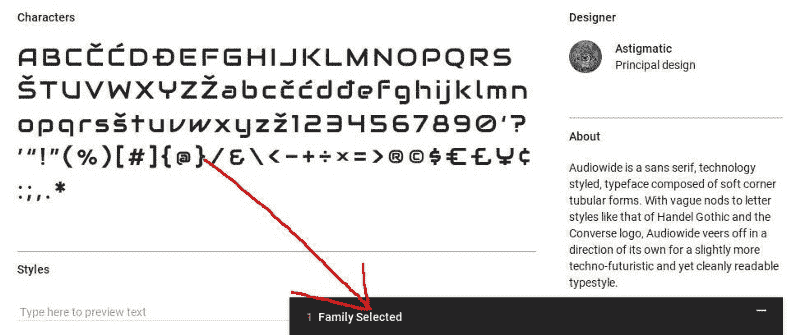 Characters
ABCČĆDĐEFGHIJKLMNOPQRS
ŠTUVWXYZŽabcčćdđefghijklmn
opqrsštuvwxyzž1234567890‘?
’“!”(%)[#]{@}/&\<-+÷×=>®©$€£¥¢
:;,.*
Styles
Type here to preview text
Designer
Astigmatic
Principal design
About
Audiowide is a sans serif, technology
styled, typeface composed of soft corner
tubular forms. With vague nods to letter
styles like that of Handel Gothic and the
Converse logo, Audiowide veers off in a
direction of its own for a slightly more
techno-futuristic and yet cleanly readable
typestyle.
1 Family Selected